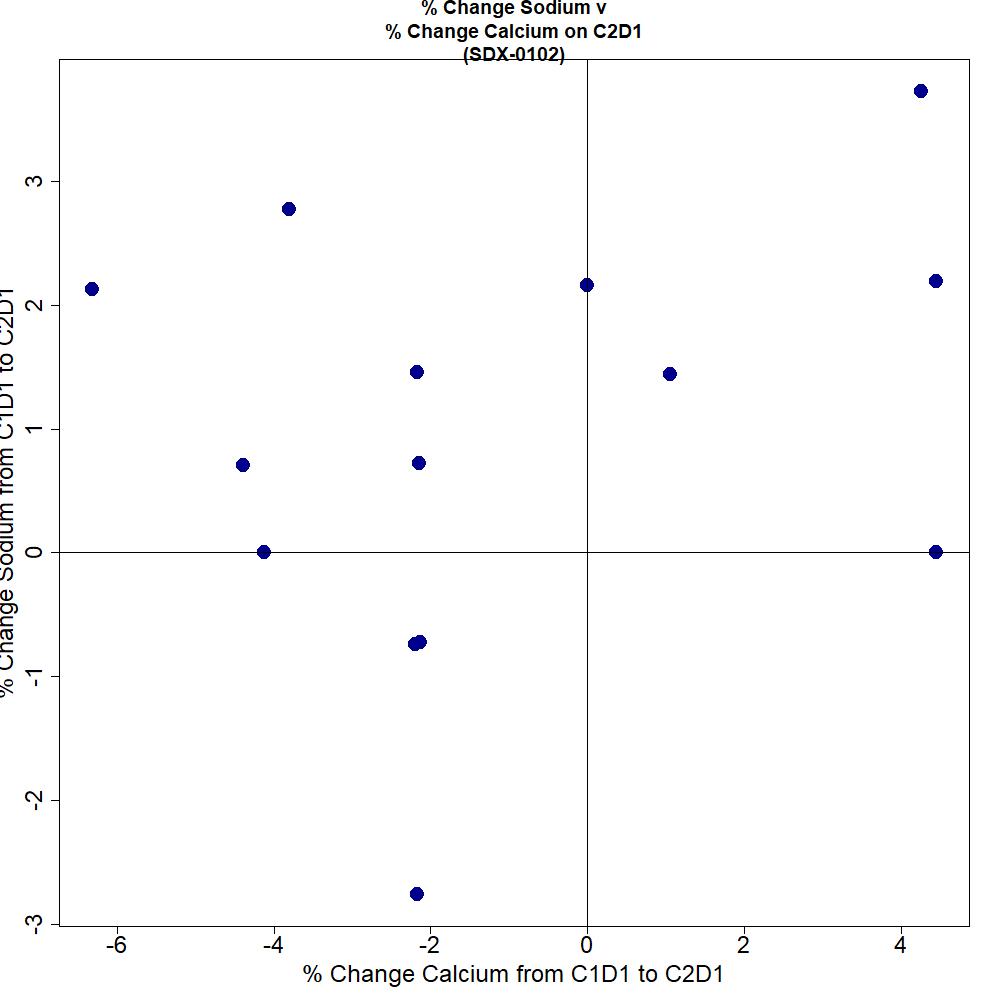 % Change Sodium v
% Change Calcium on C2D1
(SDX-0102)
% Change Sodium from C1D1 to C2D1
3
2
1
0
-1
-2
-3
-6
-4
-2
0
2
4
% Change Calcium from C1D1 to C2D1